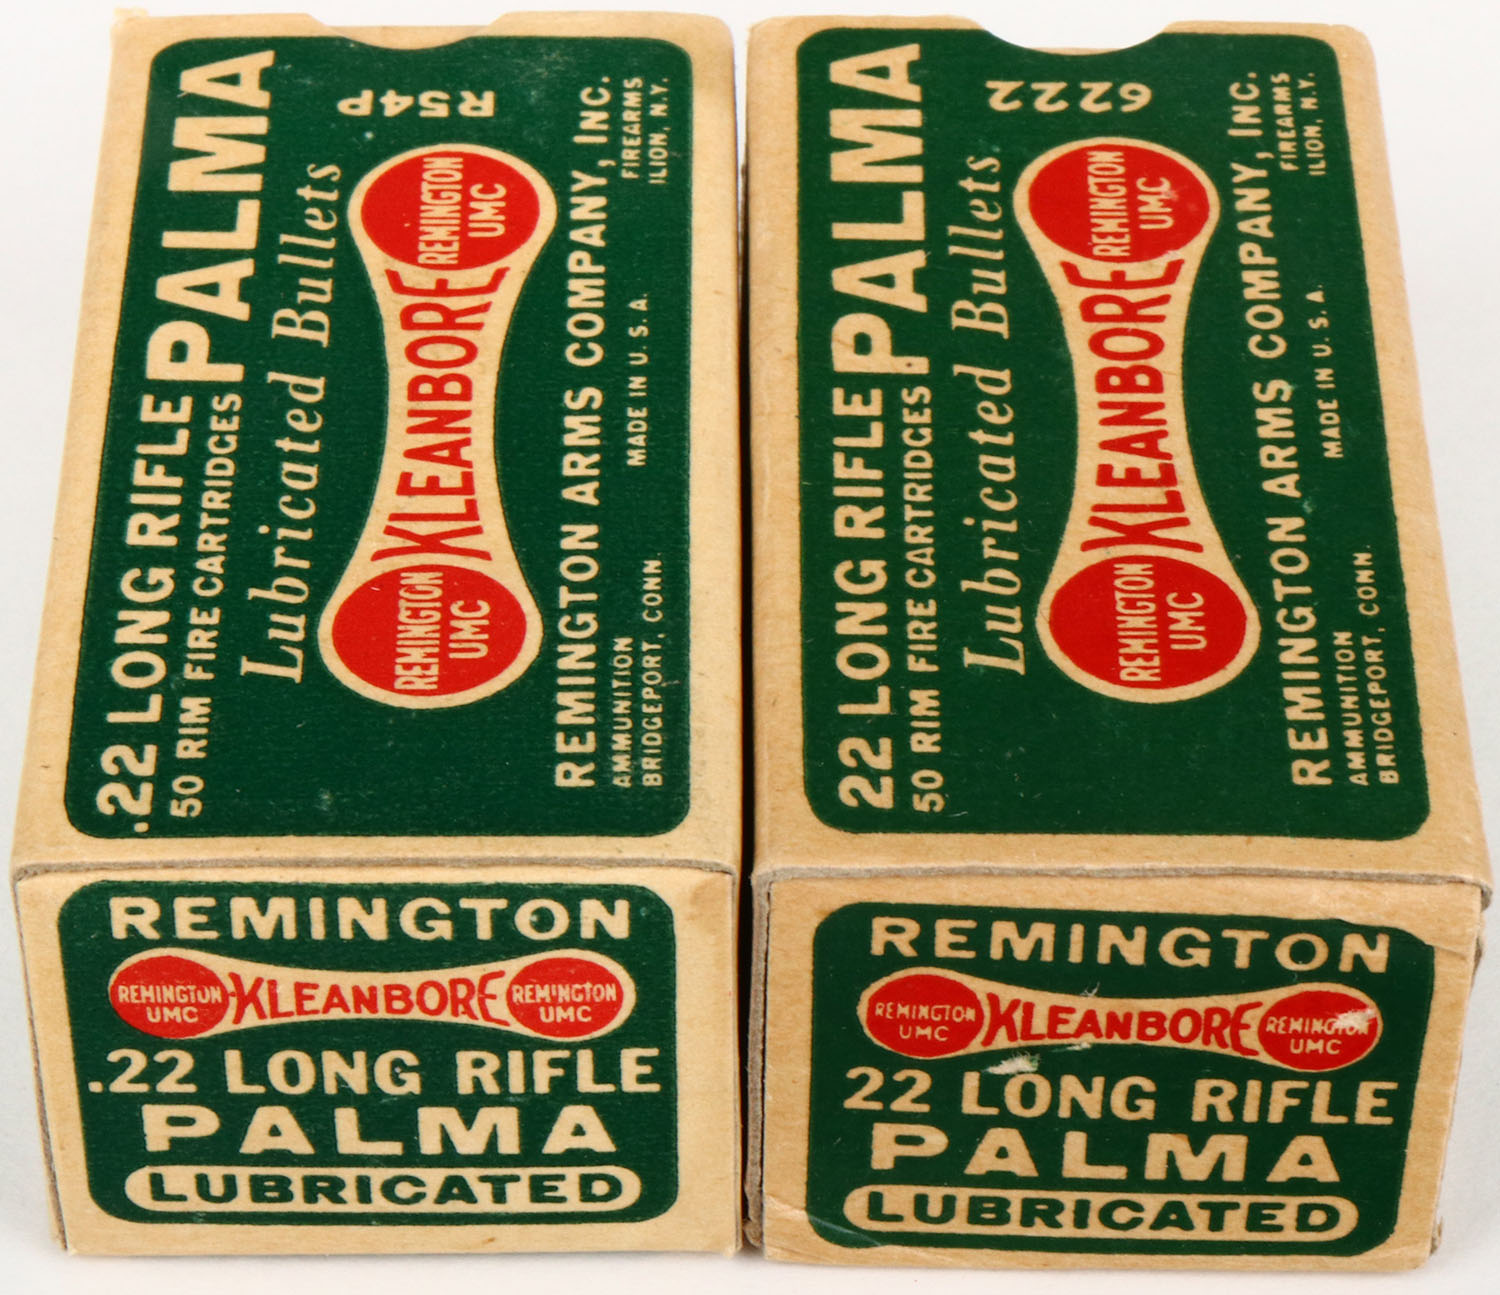 .22 LONG RIFLE PALMA
50 RIM FIRE CARTRIDGES
Lubricated Bullets
R54P
REMINGTON
UMC
KLEANBORE
REMINGTON
UMC
REMINGTON ARMS COMPANY, INC.
AMMUNITION
BRIDGEPORT, CONN.
MADE IN U. S. A.
FIREARMS
ILION, N.Y.
REMINGTON
REMINGTON
UMC
KLEANBORE
REMINGTON
UMC
.22 LONG RIFLE
PALMA
LUBRICATED
.22 LONG RIFLE PALMA
50 RIM FIRE CARTRIDGES
Lubricated Bullets
6222
REMINGTON
UMC
KLEANBORE
REMINGTON
UMC
REMINGTON ARMS COMPANY, INC.
AMMUNITION
BRIDGEPORT, CONN.
MADE IN U. S. A.
FIREARMS
ILION, N.Y.
REMINGTON
REMINGTON
UMC
KLEANBORE
REMINGTON
UMC
22 LONG RIFLE
PALMA
LUBRICATED